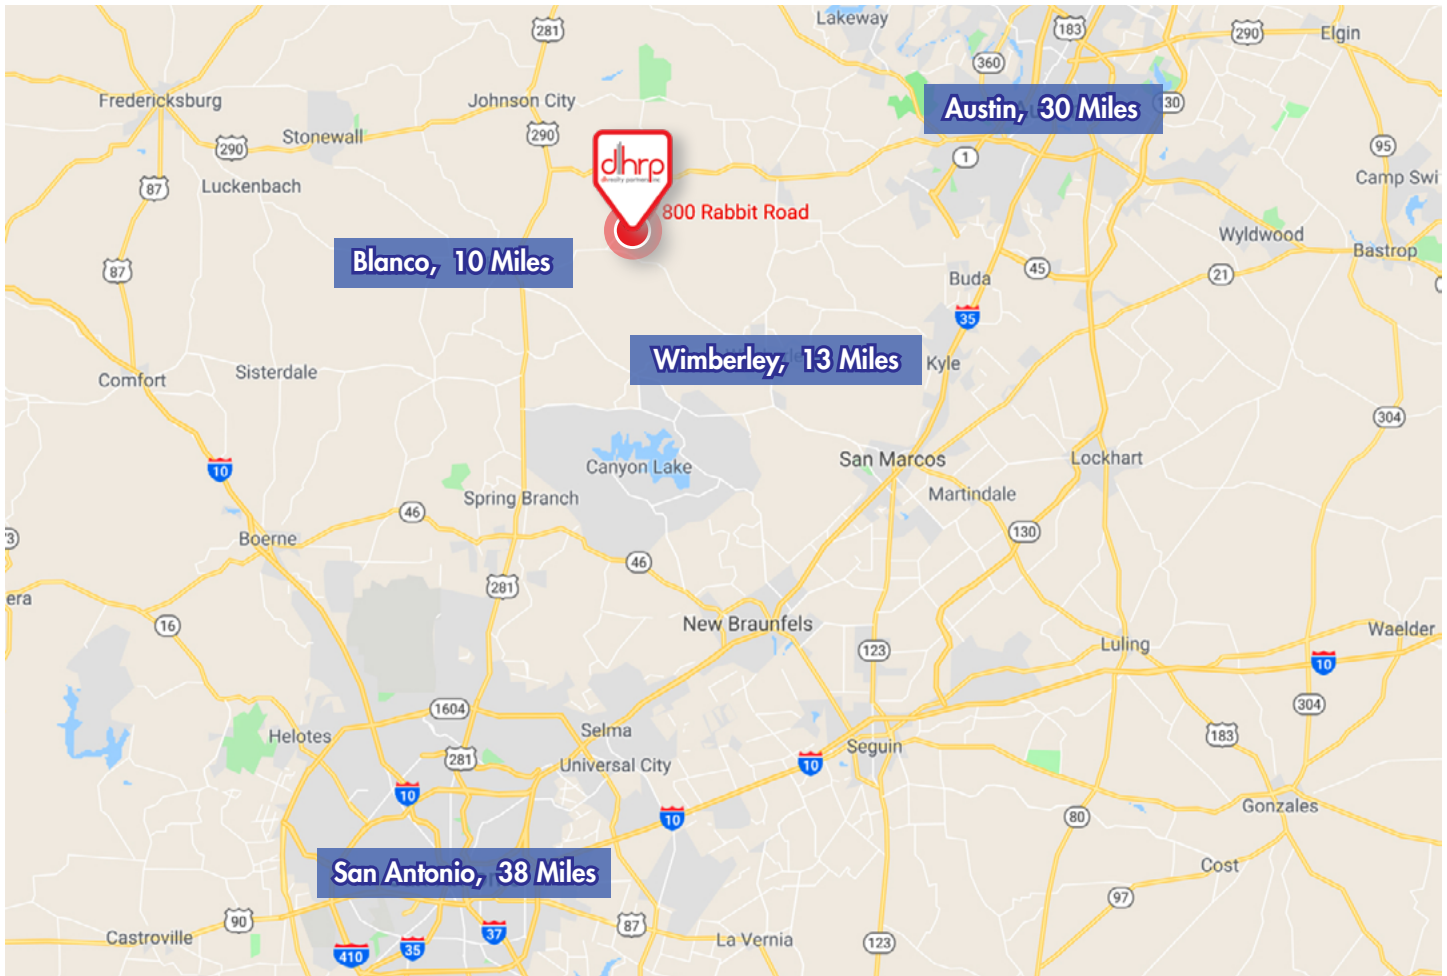 281
183
290
Lakeway
Elgin
360
Fredericksburg
Johnson City
Austin, 30 Miles
130
Stonewall
290
290
dhrp
95
1
Luckenbach
87
Camp Swi
800 Rabbit Road
Wyldwood
Bastrop
Blanco, 10 Miles
87
45
21
Buda
35
Wimberley, 13 Miles
Kyle
Comfort
Sisterdale
304
10
Canyon Lake
San Marcos
Lockhart
Spring Branch
Martindale
46
130
Boerne
46
281
era
16
New Braunfels
Waelder
123
Luling
10
1604
304
Helotes
Selma
183
281
Universal City
Seguin
10
10
10
Gonzales
80
San Antonio, 38 Miles
Cost
97
90
87
Castroville
37
La Vernia
123
35
410